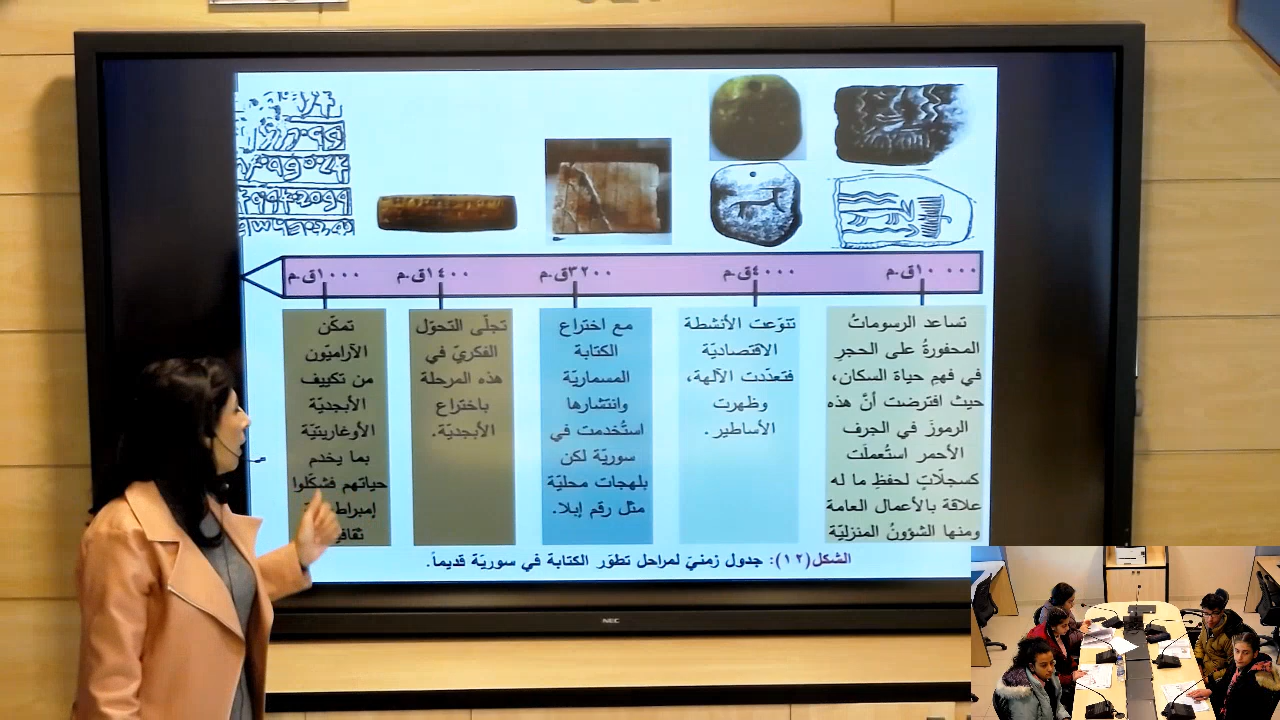 ١٠٠٠٠ق.م
٤٠٠٠ق.م
٣٢٠٠ق.م
١٤٠٠ق.م
١٠٠٠ق.م
تساعد الرسوماتُ
المحفورةُ على الحجرِ
في فهمِ حياة السكان،
حيث افترضت أنَّ هذه
الرموزَ في الجرف
الأحمر استُعملَت
كسجلّاتٍ لحفظِ ما له
علاقة بالأعمال العامة
ومنها الشؤونُ المنزليّة
تنوّعت الأنشطة
الاقتصاديّة
فتعدّدت الآلهة،
وظهرت
الأساطير.
مع اختراع
الكتابة
المسماريّة
وانتشارها
استُخدمت في
سوريّة لكن
بلهجات محليّة
مثل رقم إبلا.
تجلّى التحوّل
الفكريّ في
هذه المرحلة
باختراع
الأبجديّة.
تمكّن
الآراميّون
من تكييف
الأبجديّة
الأوغاريتيّة
بما يخدم
حياتهم فشكّلوا
الشكل(١٢): جدول زمنيّ لمراحل تطوّر الكتابة في سوريّة قديماً.
NEC